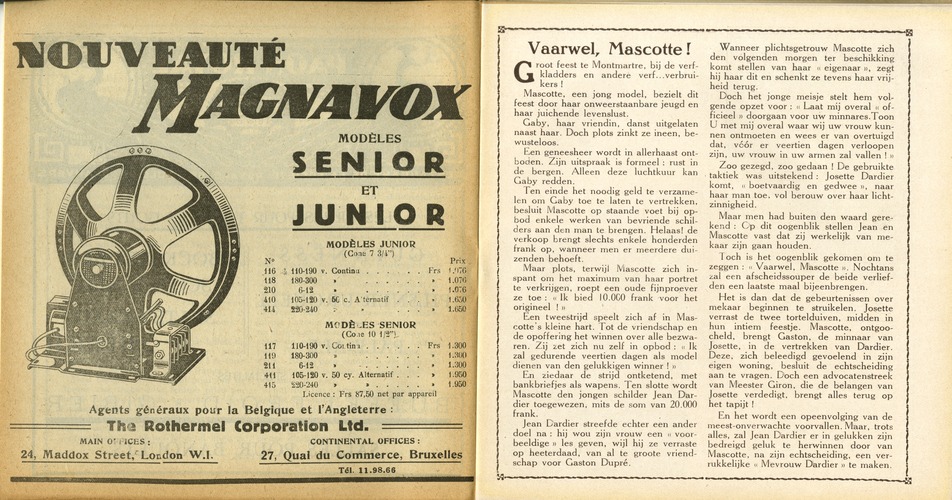 NOUVEAUTÉ
MAGNAVOX
MODÈLES
SENIOR
ET
JUNIOR
MODÈLES JUNIOR
(Cone 7 3/4")
Nº Prix
116 110-190 v. Continu . . . . . Frs 1.076
118 180-300 » . . . . . » 1.076
210 6-12 » . . . . . » 1.076
410 105-120 v. 50 c. Alternatif . . . . » 1.650
414 220-240 » » » . . . . » 1.650
MODÈLES SENIOR
(Cone 10 1/2")
117 110-190 v. Continu . . . . . Frs 1.300
119 180-300 » . . . . . » 1.300
211 6-12 » . . . . . » 1.300
411 105-120 v. 50 cy. Alternatif . . . . » 1.950
415 220-240 » » » . . . . » 1.950
Licence : Frs 87,50 net par appareil
Agents généraux pour la Belgique et l'Angleterre :
The Rothermel Corporation Ltd.
MAIN OFFICES :
24, Maddox Street, London W.I.
CONTINENTAL OFFICES :
27, Quai du Commerce, Bruxelles
Tél. 11.98.66
Vaarwel, Mascotte !
Groot feest te Montmartre, bij de verf-
kladders en andere verf...verbrui-
kers !
Mascotte, een jong model, bezielt dit
feest door haar onweerstaanbare jeugd en
haar juichende levenslust.
Gaby, haar vriendin, danst uitgelaten
naast haar. Doch plots zinkt ze ineen, be-
wusteloos.
Een geneesheer wordt in allerhaast ont-
boden. Zijn uitspraak is formeel : rust in
de bergen. Alleen deze luchtkuur kan
Gaby redden.
Ten einde het noodig geld te verzame-
len om Gaby toe te laten te vertrekken,
besluit Mascotte op staande voet bij op-
bod enkele werken van bevriende schil-
ders aan den man te brengen. Helaas! de
verkoop brengt slechts enkele honderden
frank op, wanneer men er meerdere dui-
zenden behoeft.
Maar plots, terwijl Mascotte zich in-
spant om het maximum van haar portret
te verkrijgen, roept een oude fijnproever
ze toe : « Ik bied 10.000 frank voor het
origineel ! »
Een tweestrijd speelt zich af in Mas-
cotte's kleine hart. Tot de vriendschap en
de opoffering het winnen over alle bezwa-
ren. Zij zet zich nu zelf in opbod : « Ik
zal gedurende veertien dagen als model
dienen van den gelukkigen winner ! »
En ziedaar de strijd ontketend, met
bankbriefjes als wapens. Ten slotte wordt
Mascotte den jongen schilder Jean Dar-
dier toegewezen, mits de som van 20.000
frank.
Jean Dardier streefde echter een ander
doel na : hij wou zijn vrouw een « voor-
beeldige » les geven, wijl hij ze verraste
op heeterdaad, van al te groote vriend-
schap voor Gaston Dupré.
Wanneer plichtsgetrouw Mascotte zich
den volgenden morgen ter beschikking
komt stellen van haar « eigenaar », zegt
hij haar dit en schenkt ze tevens haar vrij-
heid terug.
Doch het jonge meisje stelt hem vol-
gende opzet voor : « Laat mij overal « of-
ficieel » doorgaan voor uw minnares.Toon
U met mij overal waar wij uw vrouw kun-
nen ontmoeten en wees er van overtuigd
dat, vóór er veertien dagen verloopen
zijn, uw vrouw in uw armen zal vallen ! »
Zoo gezegd, zoo gedaan ! De gebruikte
taktiek was uitstekend : Josette Dardier
komt, « boetvaardig en gedwee », naar
haar man toe, vol berouw over haar licht-
zinnigheid.
Maar men had buiten den waard gere-
kend : Op dit oogenblik stellen Jean en
Mascotte vast dat zij werkelijk van me-
kaar zijn gaan houden.
Toch is het oogenblik gekomen om te
zeggen : « Vaarwel, Mascotte ». Nochtans
zal een afscheidssouper de beide verlief-
den een laatste maal bijeenbrengen.
Het is dan dat de gebeurtenissen over
mekaar beginnen te struikelen. Josette
verrast de twee tortelduiven, midden in
hun intiem feestje. Mascotte, ontgoo-
cheld, brengt Gaston, de minnaar van
Josette, in de vertrekken van Dardier.
Deze, zich beleedigd gevoelend in zijn
eigen woning, besluit de echtscheiding
aan te vragen. Doch een advocatenstreek
van Meester Giron, die de belangen van
Josette verdedigt, brengt alles terug op
het tapijt !
En het wordt een opeenvolging van de
meest-onverwachte voorvallen. Maar, trots
alles, zal Jean Dardier er in gelukken zijn
bedreigd geluk te herwinnen door van
Mascotte, na zijn echtscheiding, een ver-
rukkelijke « Mevrouw Dardier » te maken.